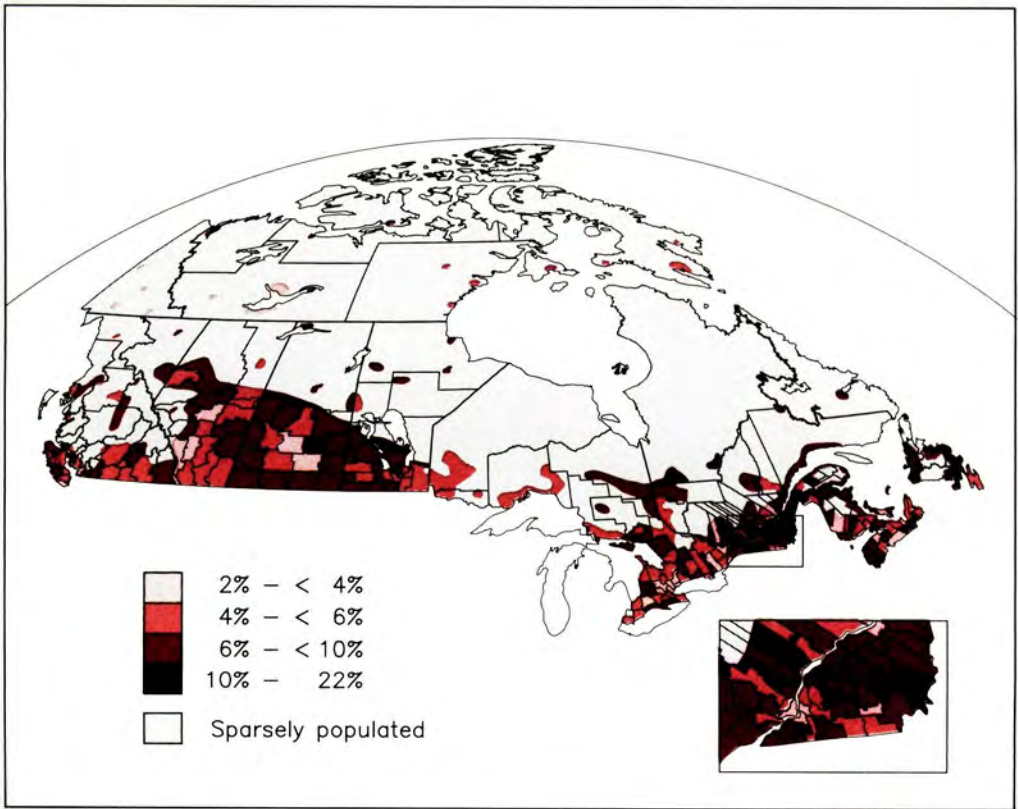 2% – < 4%
4% – < 6%
6% – < 10%
10% – 22%
Sparsely populated